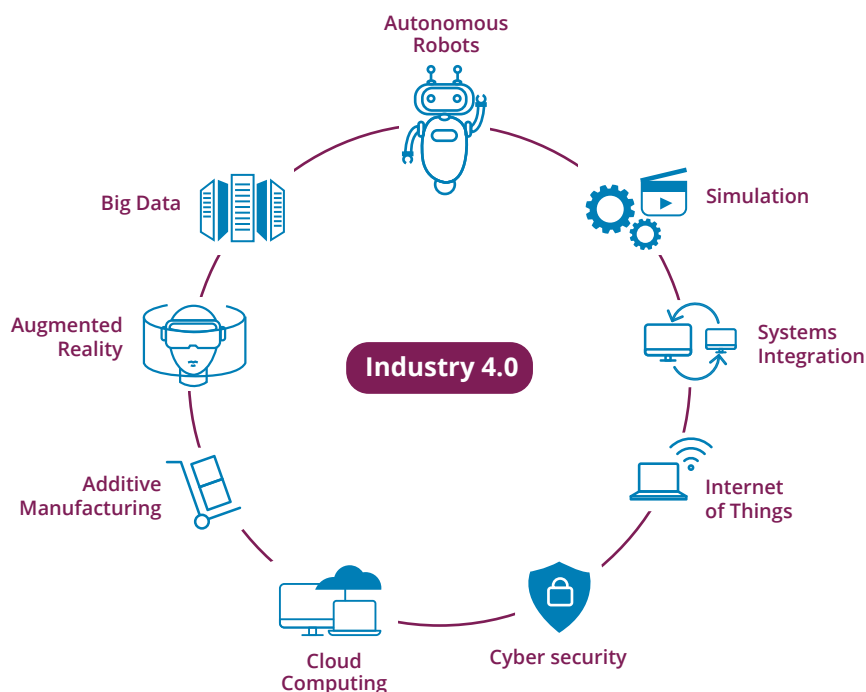 Autonomous
Robots
Big Data
Simulation
Augmented
Reality
Systems
Integration
Industry 4.0
Additive
Manufacturing
Internet
of Things
Cyber security
Cloud
Computing